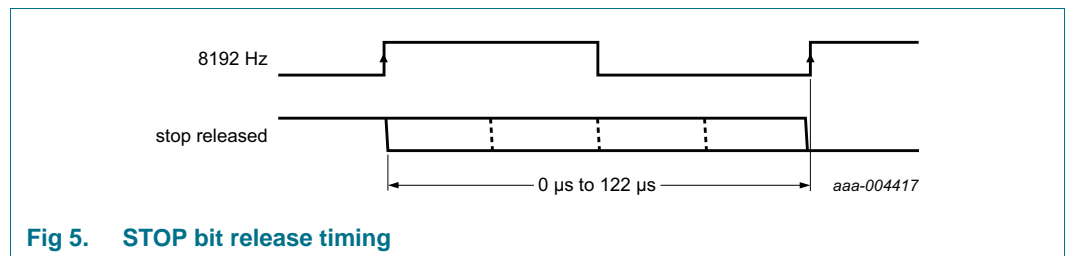 8192 Hz
stop released
0 µs to 122 µs
aaa-004417
Fig 5. STOP bit release timing